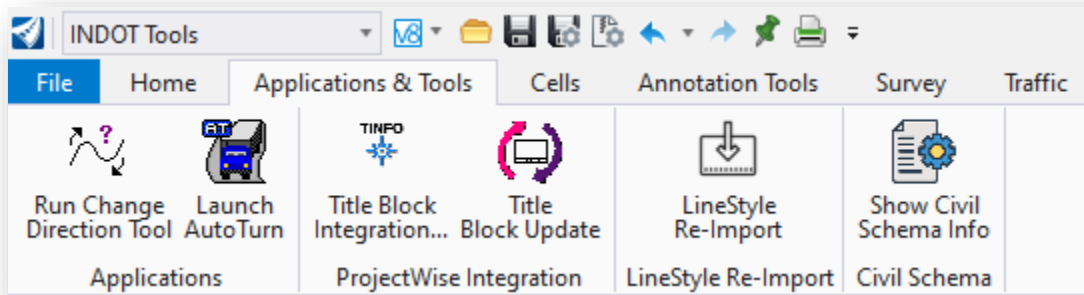 INDOT Tools
V8
File Home Applications & Tools Cells Annotation Tools Survey Traffic
? AT TINFO
Run Change Launch Title Block Title LineStyle Show Civil
Direction Tool AutoTurn Integration... Block Update Re-Import Schema Info
Applications ProjectWise Integration LineStyle Re-Import Civil Schema